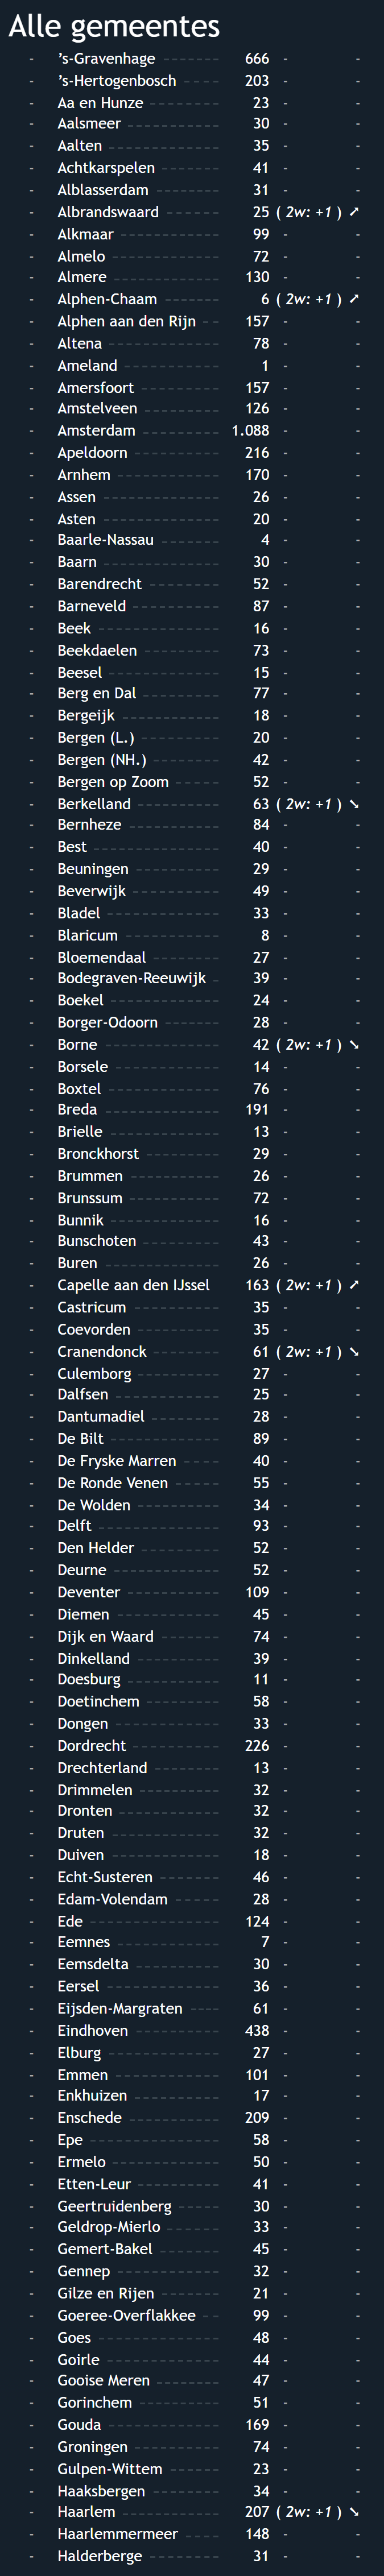 Alle gemeentes
- 's-Gravenhage 666 - -
- 's-Hertogenbosch 203 - -
- Aa en Hunze 23 - -
- Aalsmeer 30 - -
- Aalten 35 - -
- Achtkarspelen 41 - -
- Alblasserdam 31 - -
- Albrandswaard 25 ( 2w: +1 ) ➚
- Alkmaar 99 - -
- Almelo 72 - -
- Almere 130 - -
- Alphen-Chaam 6 ( 2w: +1 ) ➚
- Alphen aan den Rijn 157 - -
- Altena 78 - -
- Ameland 1 - -
- Amersfoort 157 - -
- Amstelveen 126 - -
- Amsterdam 1.088 - -
- Apeldoorn 216 - -
- Arnhem 170 - -
- Assen 26 - -
- Asten 20 - -
- Baarle-Nassau 4 - -
- Baarn 30 - -
- Barendrecht 52 - -
- Barneveld 87 - -
- Beek 16 - -
- Beekdaelen 73 - -
- Beesel 15 - -
- Berg en Dal 77 - -
- Bergeijk 18 - -
- Bergen (L.) 20 - -
- Bergen (NH.) 42 - -
- Bergen op Zoom 52 - -
- Berkelland 63 ( 2w: +1 ) ➘
- Bernheze 84 - -
- Best 40 - -
- Beuningen 29 - -
- Beverwijk 49 - -
- Bladel 33 - -
- Blaricum 8 - -
- Bloemendaal 27 - -
- Bodegraven-Reeuwijk 39 - -
- Boekel 24 - -
- Borger-Odoorn 28 - -
- Borne 42 ( 2w: +1 ) ➘
- Borsele 14 - -
- Boxtel 76 - -
- Breda 191 - -
- Brielle 13 - -
- Bronckhorst 29 - -
- Brummen 26 - -
- Brunssum 72 - -
- Bunnik 16 - -
- Bunschoten 43 - -
- Buren 26 - -
- Capelle aan den IJssel 163 ( 2w: +1 ) ➚
- Castricum 35 - -
- Coevorden 35 - -
- Cranendonck 61 ( 2w: +1 ) ➘
- Culemborg 27 - -
- Dalfsen 25 - -
- Dantumadiel 28 - -
- De Bilt 89 - -
- De Fryske Marren 40 - -
- De Ronde Venen 55 - -
- De Wolden 34 - -
- Delft 93 - -
- Den Helder 52 - -
- Deurne 52 - -
- Deventer 109 - -
- Diemen 45 - -
- Dijk en Waard 74 - -
- Dinkelland 39 - -
- Doesburg 11 - -
- Doetinchem 58 - -
- Dongen 33 - -
- Dordrecht 226 - -
- Drechterland 13 - -
- Drimmelen 32 - -
- Dronten 32 - -
- Druten 32 - -
- Duiven 18 - -
- Echt-Susteren 46 - -
- Edam-Volendam 28 - -
- Ede 124 - -
- Eemnes 7 - -
- Eemsdelta 30 - -
- Eersel 36 - -
- Eijsden-Margraten 61 - -
- Eindhoven 438 - -
- Elburg 27 - -
- Emmen 101 - -
- Enkhuizen 17 - -
- Enschede 209 - -
- Epe 58 - -
- Ermelo 50 - -
- Etten-Leur 41 - -
- Geertruidenberg 30 - -
- Geldrop-Mierlo 33 - -
- Gemert-Bakel 45 - -
- Gennep 32 - -
- Gilze en Rijen 21 - -
- Goeree-Overflakkee 99 - -
- Goes 48 - -
- Goirle 44 - -
- Gooise Meren 47 - -
- Gorinchem 51 - -
- Gouda 169 - -
- Groningen 74 - -
- Gulpen-Wittem 23 - -
- Haaksbergen 34 - -
- Haarlem 207 ( 2w: +1 ) ➘
- Haarlemmermeer 148 - -
- Halderberge 31 - -